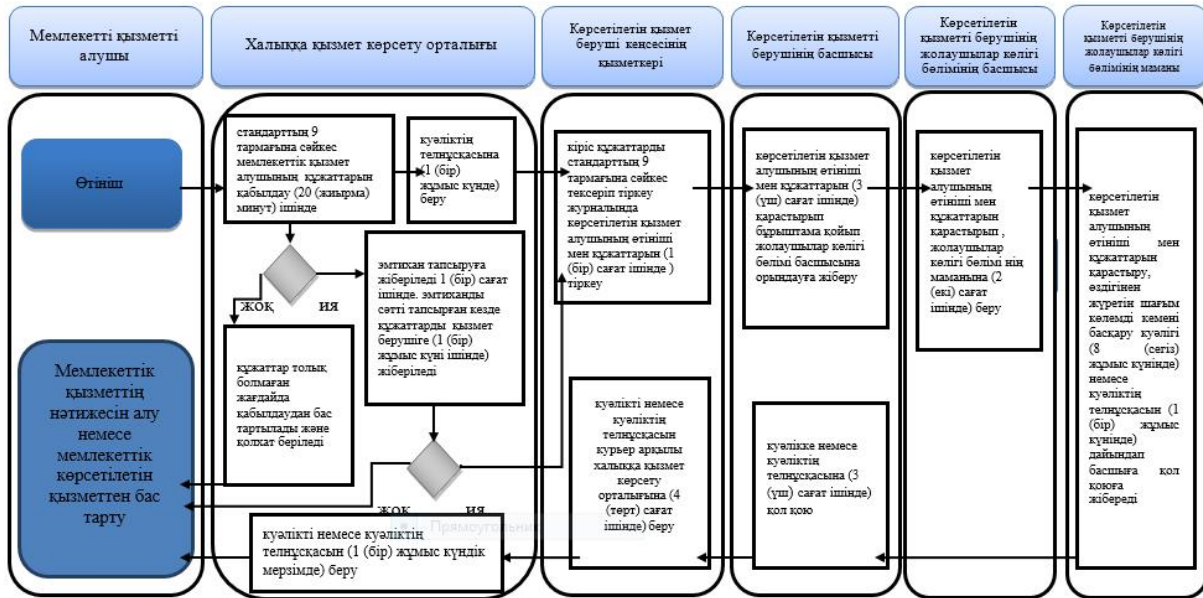 Мемлекетті қызметті
алушы
Халыққа қызмет көрсету орталығы
Көрсетілетін қызмет
беруші кеңсесінің
қызметкері
Көрсетілетін қызметті
берушінің басшысы
Көрсетілетін
қызметті берушінің
жолаушылар көлігі
бөлімінің басшысы
Көрсетілетін
қызметті берушінің
жолаушылар көлігі
бөлімінің маманы
Өтініш
стандарттың 9
тармағына сәйкес
мемлекеттік қызмет
алушының құжаттарын
қабылдау (20 (жиырма)
минут) ішінде
куәліктің
телнұсқасына
(1 (бір)
жұмыс күнде)
беру
кіріс құжаттарды
стандарттың 9
тармағына сәйкес
тексеріп тіркеу
журналында
көрсетілетін қызмет
алушының өтініші
мен құжаттарын (1
(бір) сағат ішінде )
тіркеу
көрсетілетін қызмет
алушының өтініші
мен құжаттарын (3
(үш) сағат ішінде)
қарастырып
бұрыштама қойып
жолаушылар көлігі
бөлімі басшысына
орындауға жіберу
көрсетілетін
қызмет
алушының
өтініші мен
құжаттарын
қарастырып ,
жолаушылар
көлігі бөлімі нің
маманына (2
(екі) сағат
ішінде) беру
көрсетілетін
қызмет
алушының
өтініші мен
құжаттарын
қарастыру,
өздігінен
жүретін шағым
көлемді кемені
басқару куәлігі
(8 (сегіз)
жұмыс күнінде)
немесе
куәліктің
телнұсқасын (1
(бір) жұмыс
күнінде)
дайындап
басшыға қол
қоюға
жібереді
жоқ ия
эмтихан тапсыруға
жіберіледі 1 (бір) сағат
ішінде. эмтиханды
сәтті тапсырған кезде
құжаттарды қызмет
берушіге (1 (бір)
жұмыс күні ішінде)
жіберіледі
құжаттар толық
болмаған
жағдайда
қабылдаудан бас
тартылады және
қолхат беріледі
Мемлекеттік
қызметтің
нәтижесін алу
немесе
мемлекеттік
көрсетілетін
қызметтен бас
тарту
жоқ ия
Прямоугольник
куәлікті немесе куәліктің
телнұсқасын (1 (бір) жұмыс күндік
мерзімде) беру
куәлікті немесе
куәліктің
телнұсқасын
курьер арқылы
халыққа қызмет
көрсету
орталығына (4
(төрт) сағат
ішінде) беру
куәлікке немесе
куәліктің
телнұсқасына (3
(үш) сағат ішінде)
қол қою